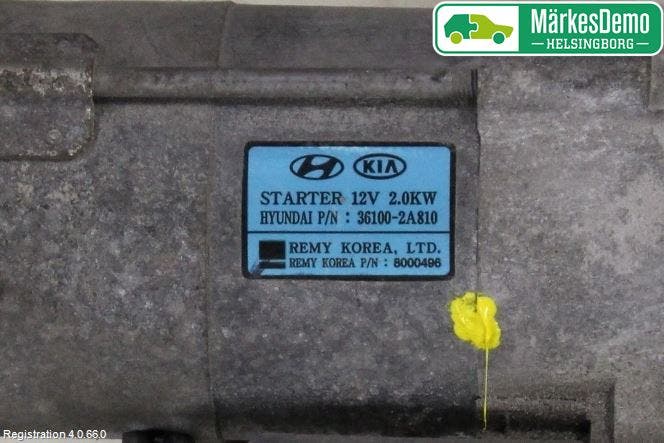 MärkesDemo
HELSINGBORG
KIA
STARTER 12V 2.0KW
HYUNDAI P/N : 36100-2A810
REMY KOREA, LTD.
REMY KOREA P/N : 8000496
Registration 4.0.66.0